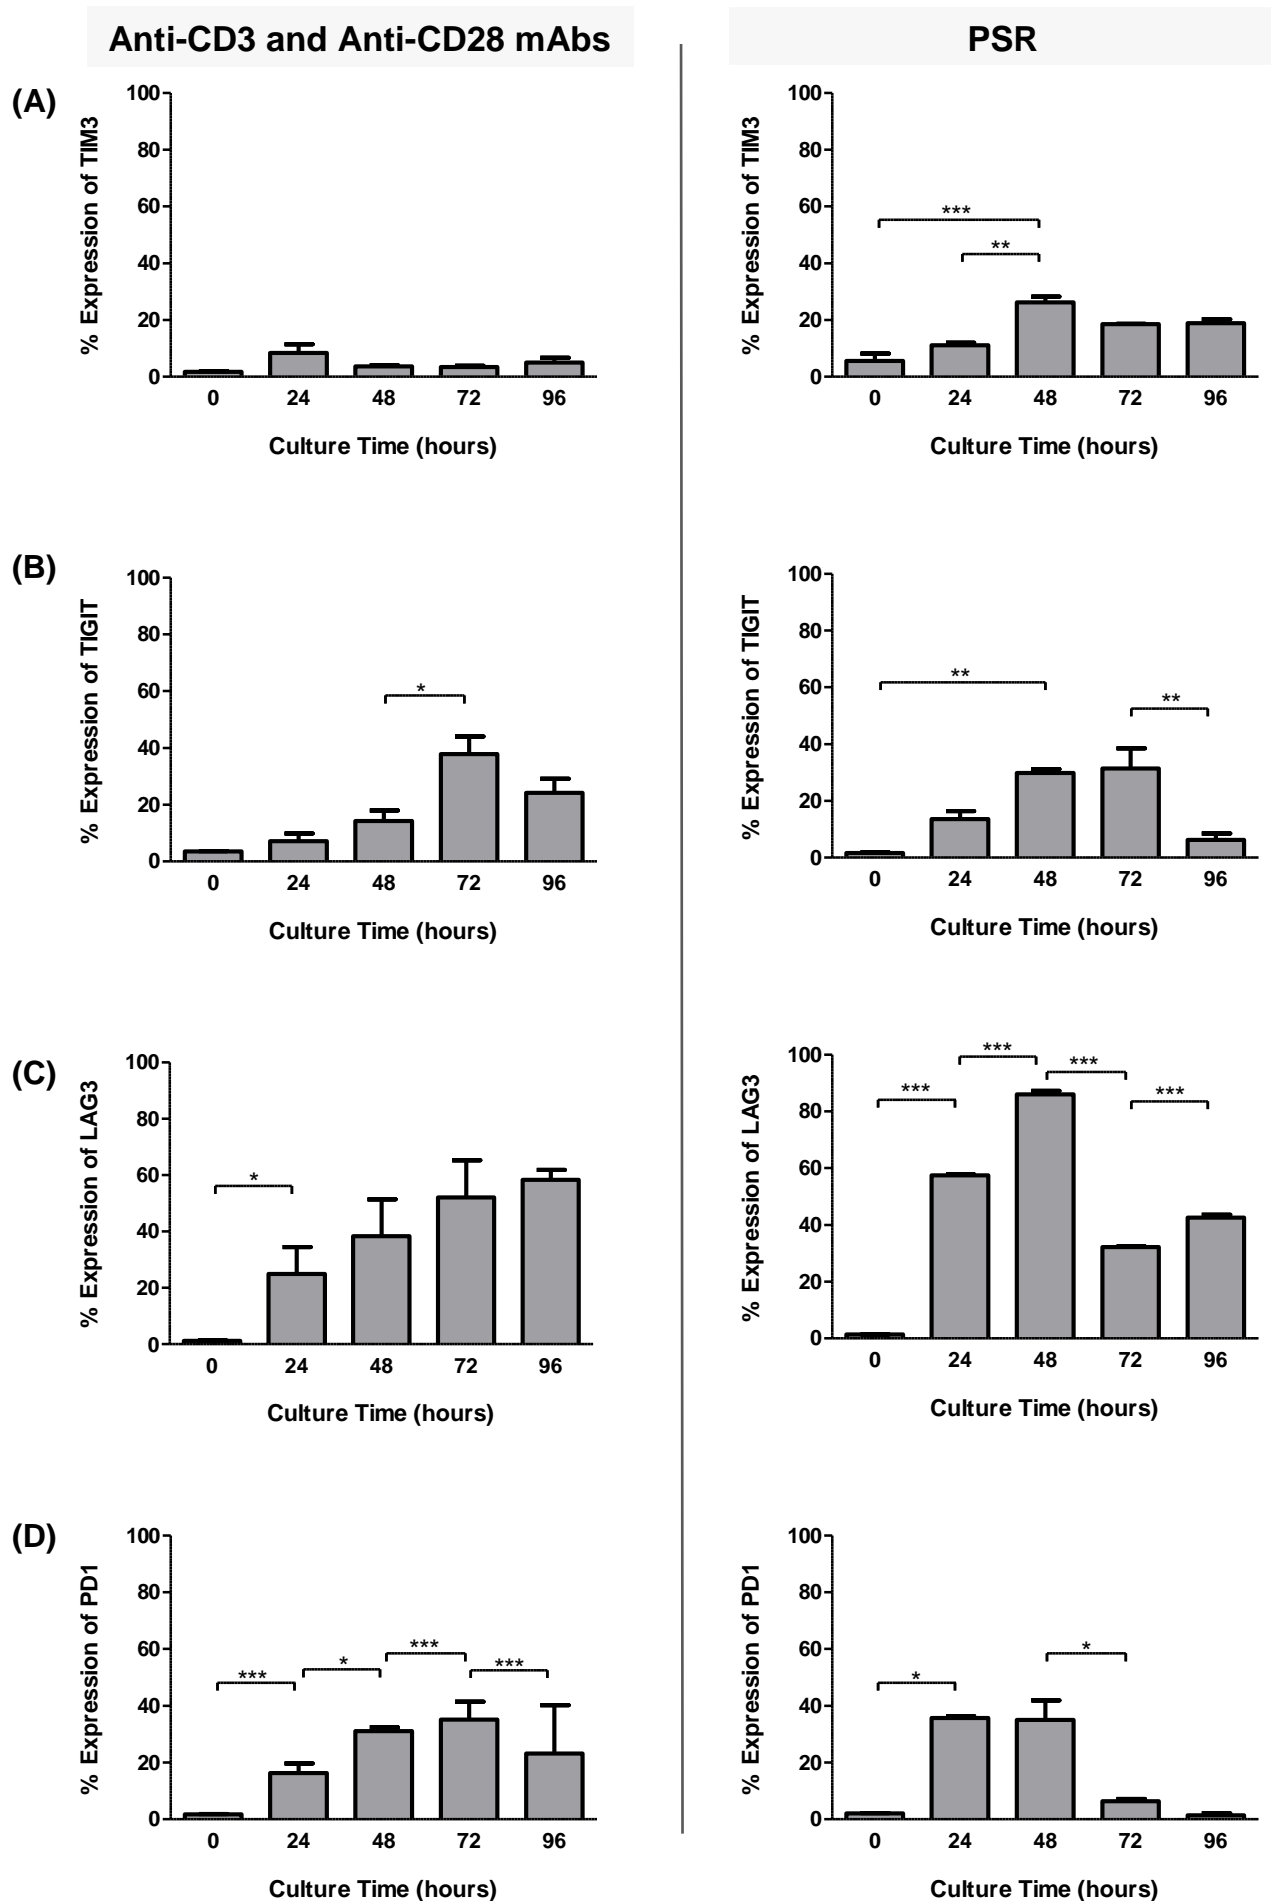 Anti-CD3 and Anti-CD28 mAbs
PSR
(A)
% Expression of TIM3
100
80
60
40
20
0
0 24 48 72 96
Culture Time (hours)
% Expression of TIM3
100
80
60
40
20
0
***
**
0 24 48 72 96
Culture Time (hours)
(B)
% Expression of TIGIT
100
80
60
40
20
0
*
0 24 48 72 96
Culture Time (hours)
% Expression of TIGIT
100
80
60
40
20
0
**
**
0 24 48 72 96
Culture Time (hours)
(C)
% Expression of LAG3
100
80
60
40
20
0
*
0 24 48 72 96
Culture Time (hours)
% Expression of LAG3
100
80
60
40
20
0
***
***
***
***
0 24 48 72 96
Culture Time (hours)
(D)
% Expression of PD1
100
80
60
40
20
0
***
*
***
***
0 24 48 72 96
Culture Time (hours)
% Expression of PD1
100
80
60
40
20
0
*
*
0 24 48 72 96
Culture Time (hours)